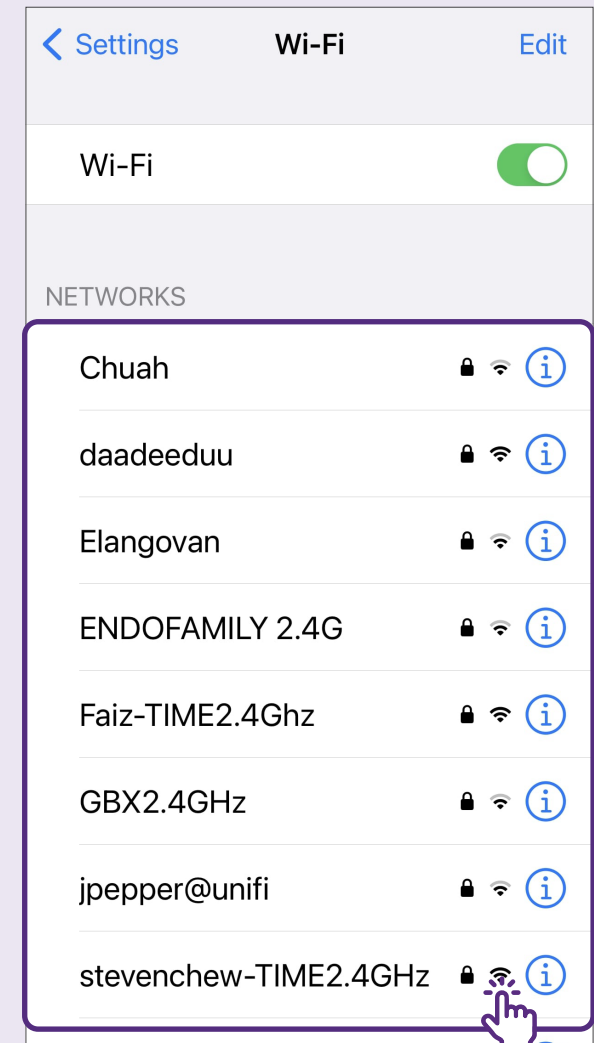 Settings Wi-Fi Edit
Wi-Fi
NETWORKS
Chuah
daadeeduu
Elangovan
ENDOFAMILY 2.4G
Faiz-TIME2.4Ghz
GBX2.4GHz
jpepper@unifi
stevenchew-TIME2.4GHz